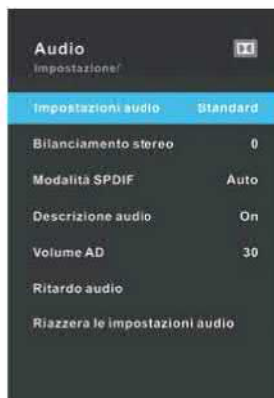 Audio
Impostazione/
Impostazioni audio Standard
Bilanciamento stereo 0
Modalità SPDIF Auto
Descrizione audio On
Volume AD 30
Ritardo audio
Riazzera le impostazioni audio